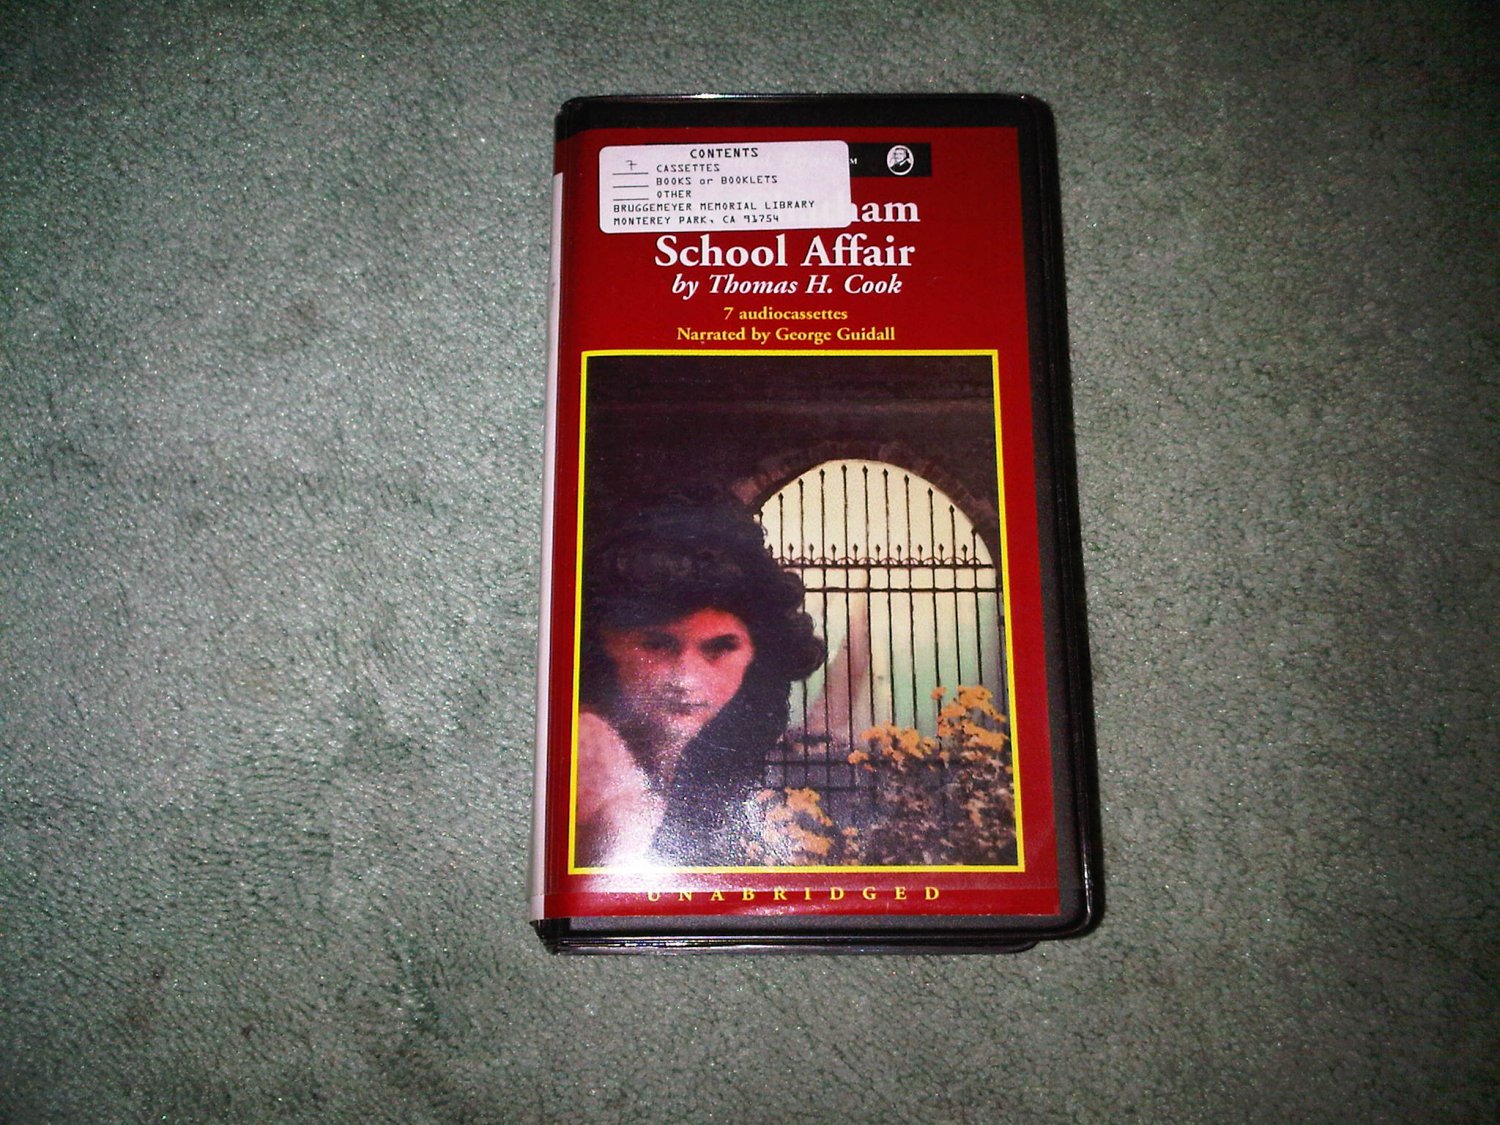 CONTENTS
7 CASSETTES
BOOKS or BOOKLETS
OTHER
BRUGGEMEYER MEMORIAL LIBRARY
MONTEREY PARK, CA 91754
ham
School Affair
by Thomas H. Cook
7 audiocassettes
Narrated by George Guidall
UNABRIDGED